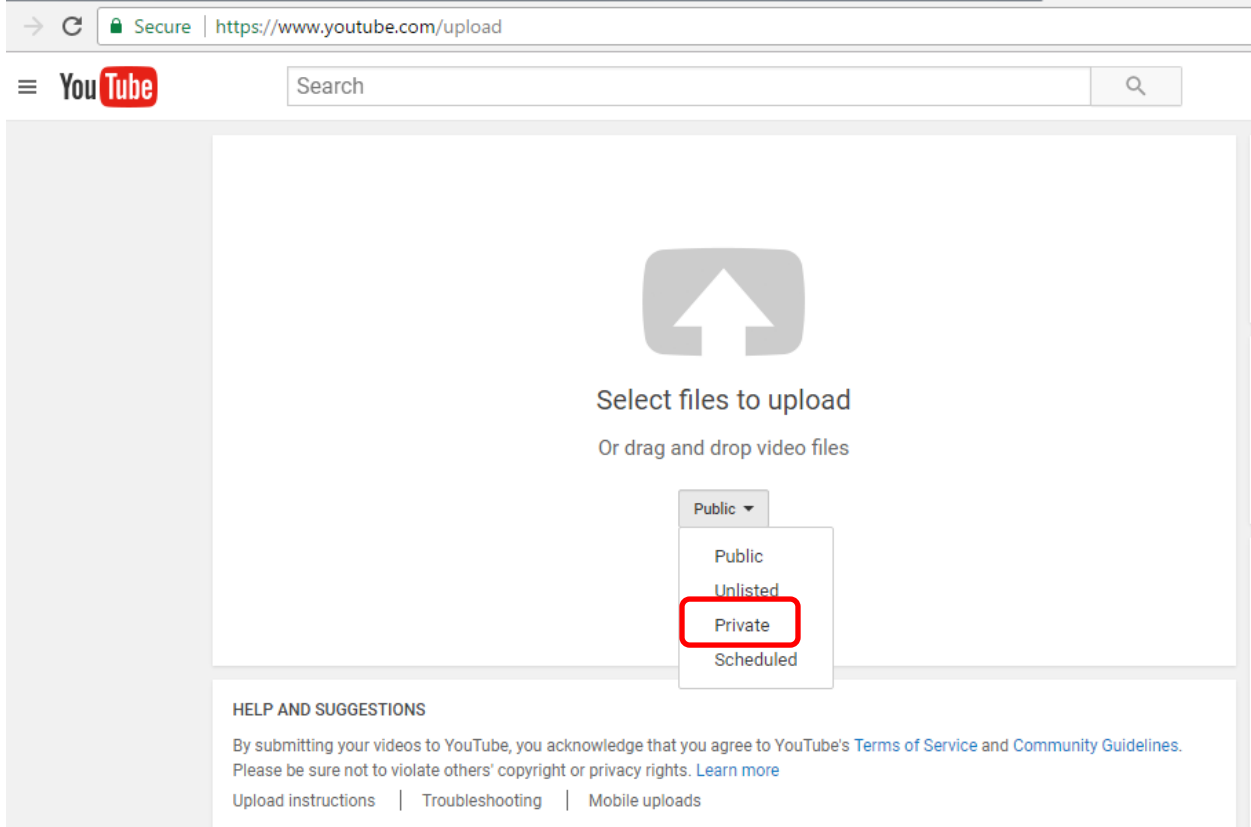 Secure | https://www.youtube.com/upload
YouTube
Search
Select files to upload
Or drag and drop video files
Public
Public
Unlisted
Private
Scheduled
HELP AND SUGGESTIONS
By submitting your videos to YouTube, you acknowledge that you agree to YouTube's Terms of Service and Community Guidelines.
Please be sure not to violate others' copyright or privacy rights. Learn more
Upload instructions | Troubleshooting | Mobile uploads